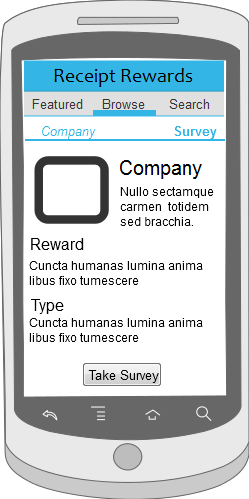 Receipt Rewards
Featured Browse Search
Company Survey
Company
Nullo sectamque
carmen totidem
sed bracchia.
Reward
Cuncta humanas lumina anima
libus fixo tumescere
Type
Cuncta humanas lumina anima
libus fixo tumescere
Take Survey